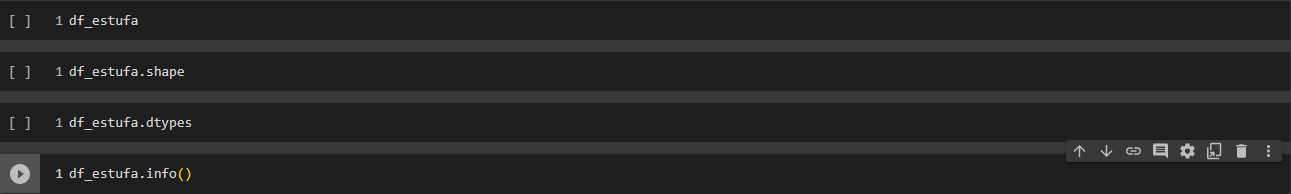 [ ] 1 df_estufa
[ ] 1 df_estufa.shape
[ ] 1 df_estufa.dtypes
1 df_estufa.info()